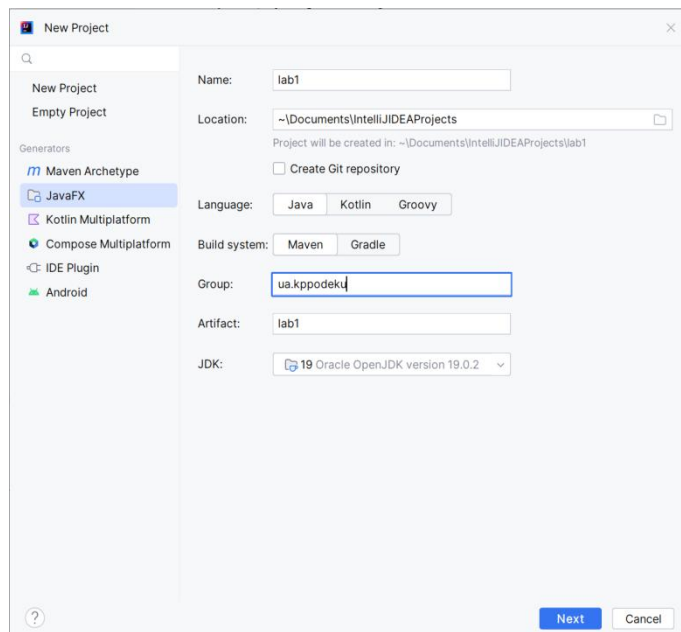 New Project
New Project
Empty Project
Generators
Maven Archetype
JavaFX
Kotlin Multiplatform
Compose Multiplatform
IDE Plugin
Android
Name: lab1
Location: ~\Documents\IntelliJIDEAProjects
Project will be created in: ~\Documents\IntelliJIDEAProjects\lab1
Create Git repository
Language: Java Kotlin Groovy
Build system: Maven Gradle
Group: ua.kppodeku
Artifact: lab1
JDK: 19 Oracle OpenJDK version 19.0.2
? Next Cancel